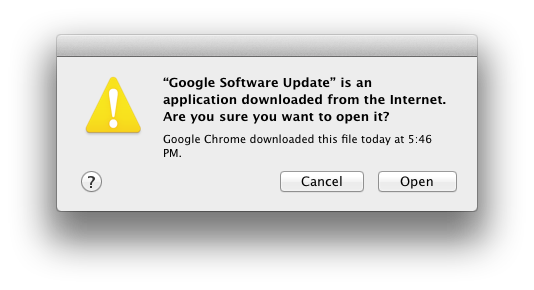 “Google Software Update” is an
application downloaded from the Internet.
Are you sure you want to open it?
Google Chrome downloaded this file today at 5:46
PM.
? Cancel Open